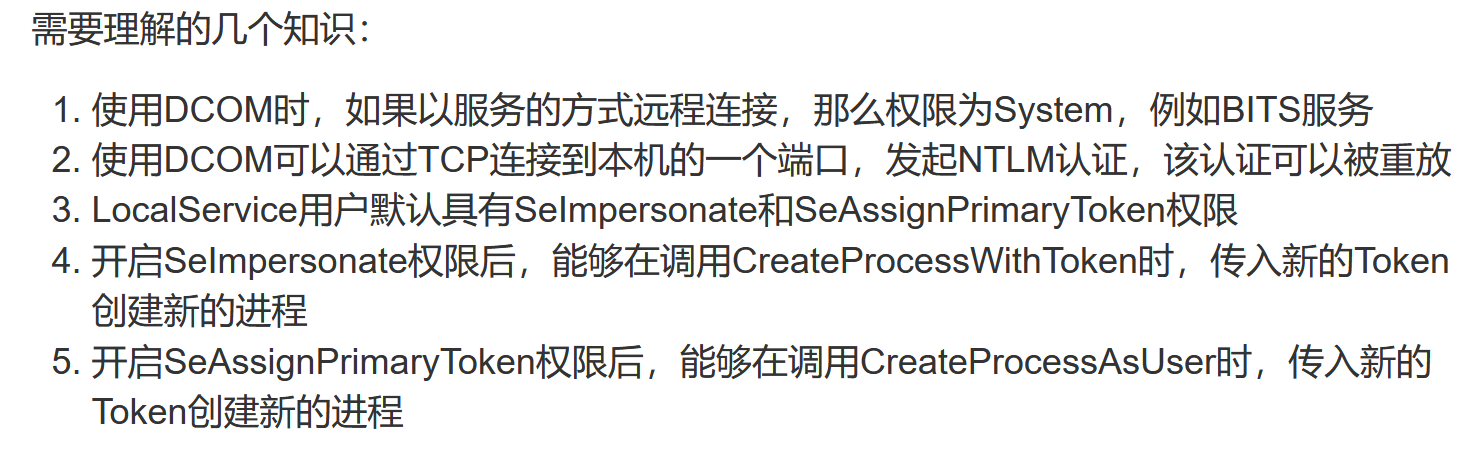 需要理解的几个知识：
1. 使用DCOM时，如果以服务的方式远程连接，那么权限为System，例如BITS服务
2. 使用DCOM可以通过TCP连接到本机的一个端口，发起NTLM认证，该认证可以被重放
3. LocalService用户默认具有SeImpersonate和SeAssignPrimaryToken权限
4. 开启SeImpersonate权限后，能够在调用CreateProcessWithToken时，传入新的Token
创建新的进程
5. 开启SeAssignPrimaryToken权限后，能够在调用CreateProcessAsUser时，传入新的
Token创建新的进程